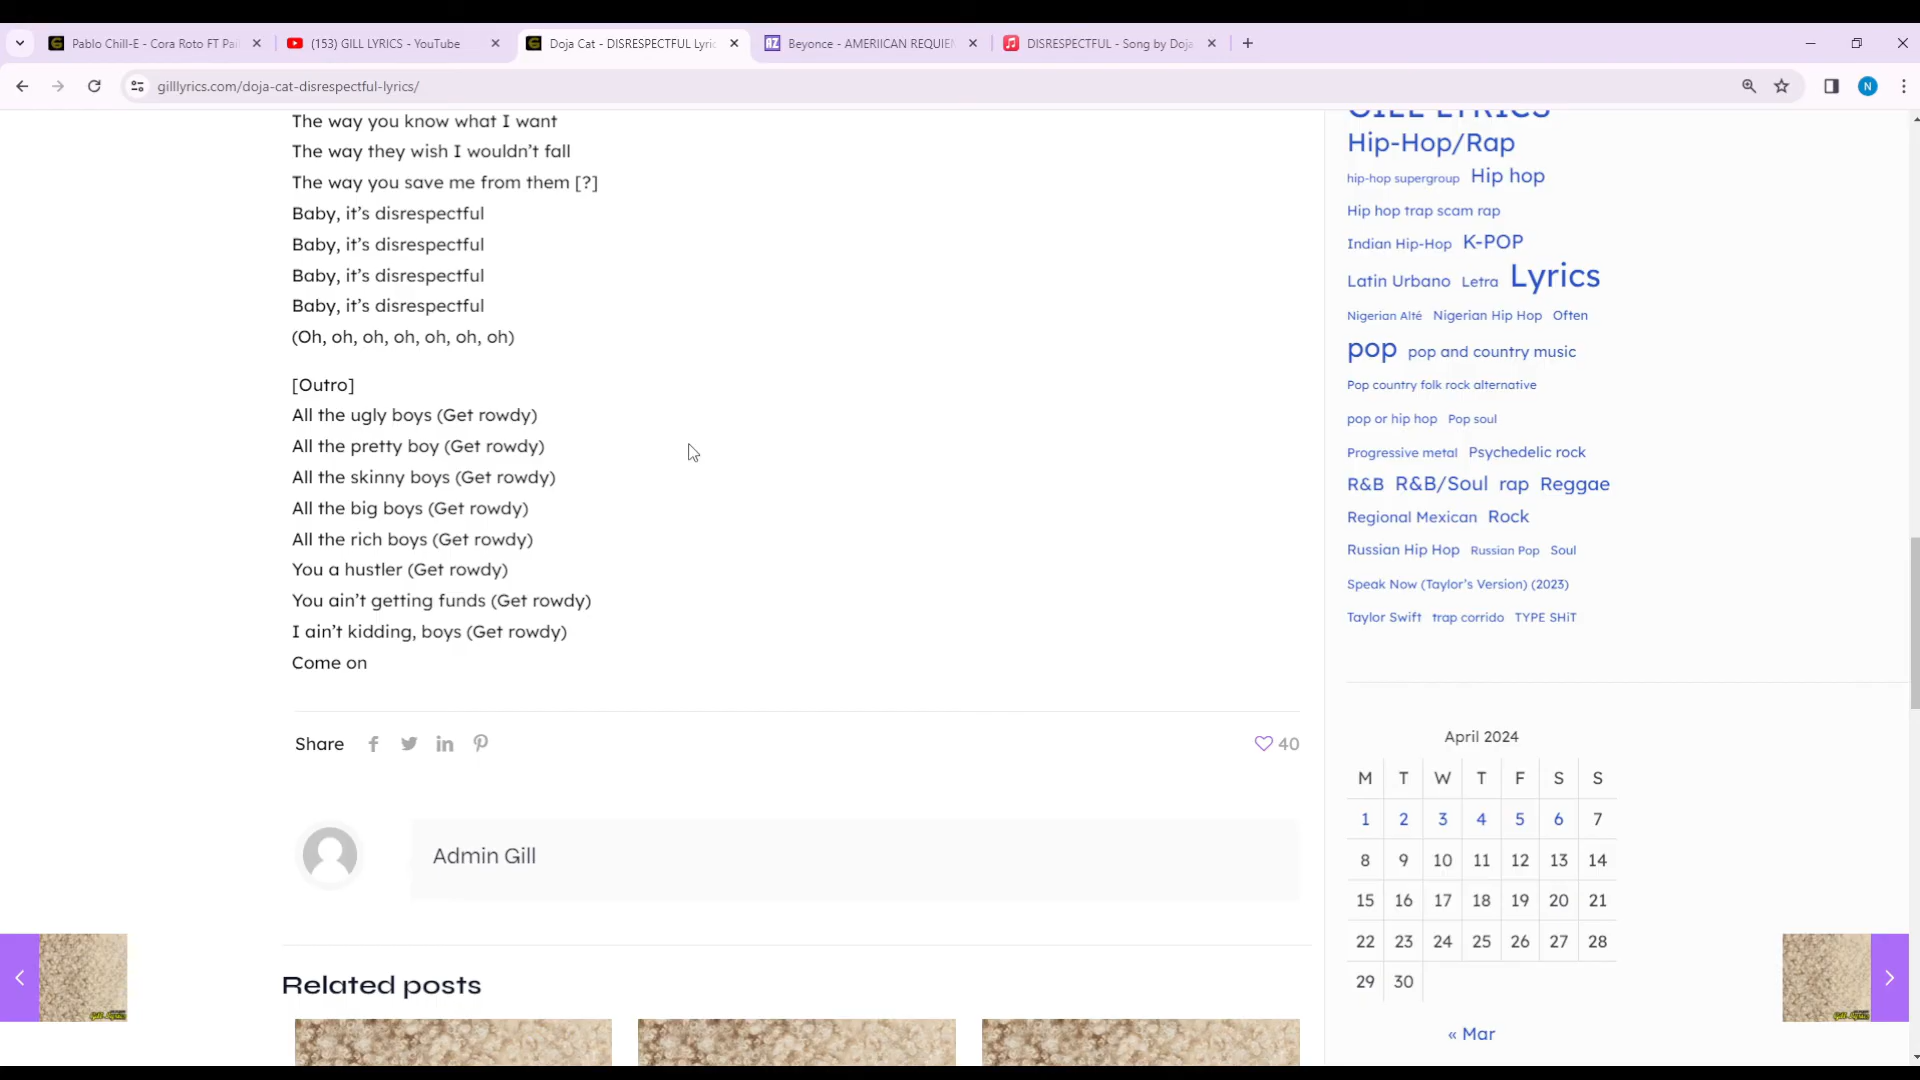 Pablo Chill-E - Cora Roto FT Pai
(153) GILL LYRICS - YouTube
Doja Cat - DISRESPECTFUL Lyric
Beyonce - AMERIICAN REQUIEM
DISRESPECTFUL - Song by Doja
gilllyrics.com/doja-cat-disrespectful-lyrics/
N
The way you know what I want
The way they wish I wouldn't fall
The way you save me from them [?]
Baby, it's disrespectful
Baby, it's disrespectful
Baby, it's disrespectful
Baby, it's disrespectful
(Oh, oh, oh, oh, oh, oh, oh)
[Outro]
All the ugly boys (Get rowdy)
All the pretty boy (Get rowdy)
All the skinny boys (Get rowdy)
All the big boys (Get rowdy)
All the rich boys (Get rowdy)
You a hustler (Get rowdy)
You ain't getting funds (Get rowdy)
I ain't kidding, boys (Get rowdy)
Come on
Share
40
Admin Gill
Related posts
GILL LYRICS
Hip-Hop/Rap
hip-hop supergroup Hip hop
Hip hop trap scam rap
Indian Hip-Hop K-POP
Latin Urbano Letra Lyrics
Nigerian Alté Nigerian Hip Hop Often
pop pop and country music
Pop country folk rock alternative
pop or hip hop Pop soul
Progressive metal Psychedelic rock
R&B R&B/Soul rap Reggae
Regional Mexican Rock
Russian Hip Hop Russian Pop Soul
Speak Now (Taylor's Version) (2023)
Taylor Swift trap corrido TYPE SHiT
April 2024
M T W T F S S
1 2 3 4 5 6 7
8 9 10 11 12 13 14
15 16 17 18 19 20 21
22 23 24 25 26 27 28
29 30
« Mar
Gill Lyrics
Gill Lyrics